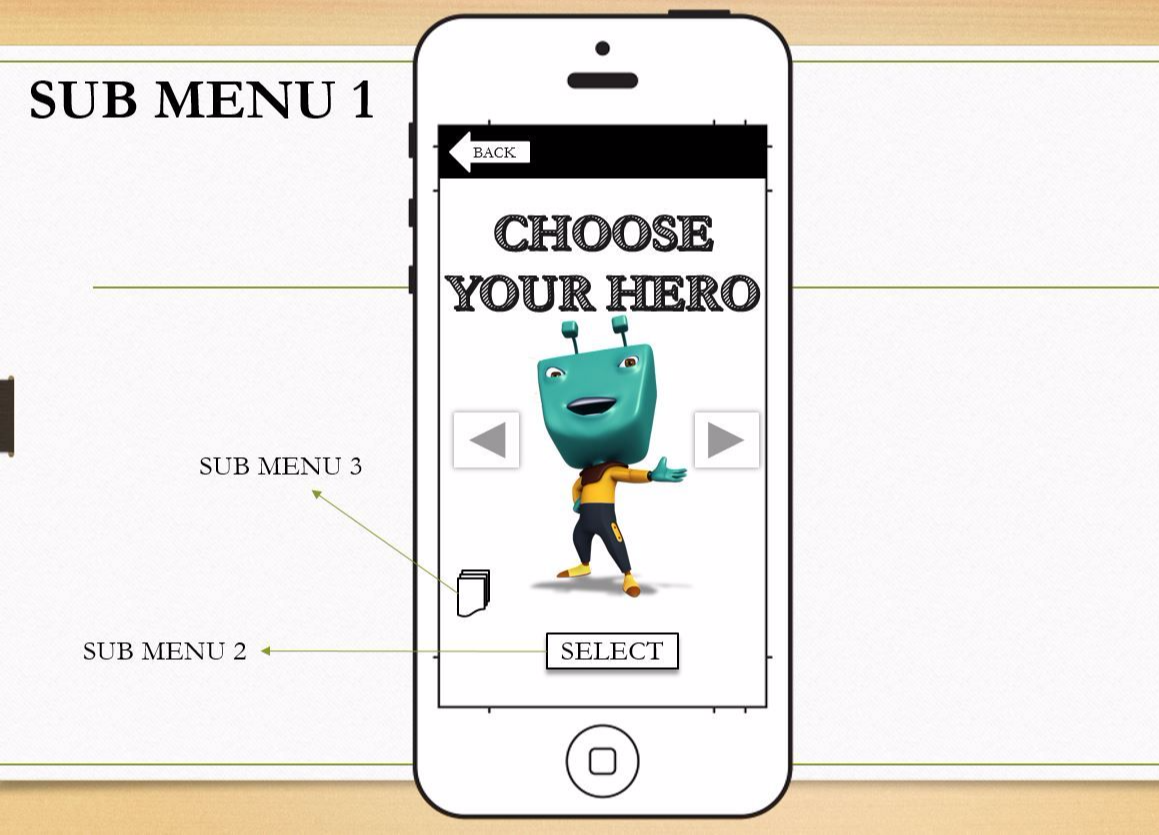 SUB MENU 1
BACK
CHOOSE
YOUR HERO
SUB MENU 3
SUB MENU 2
SELECT